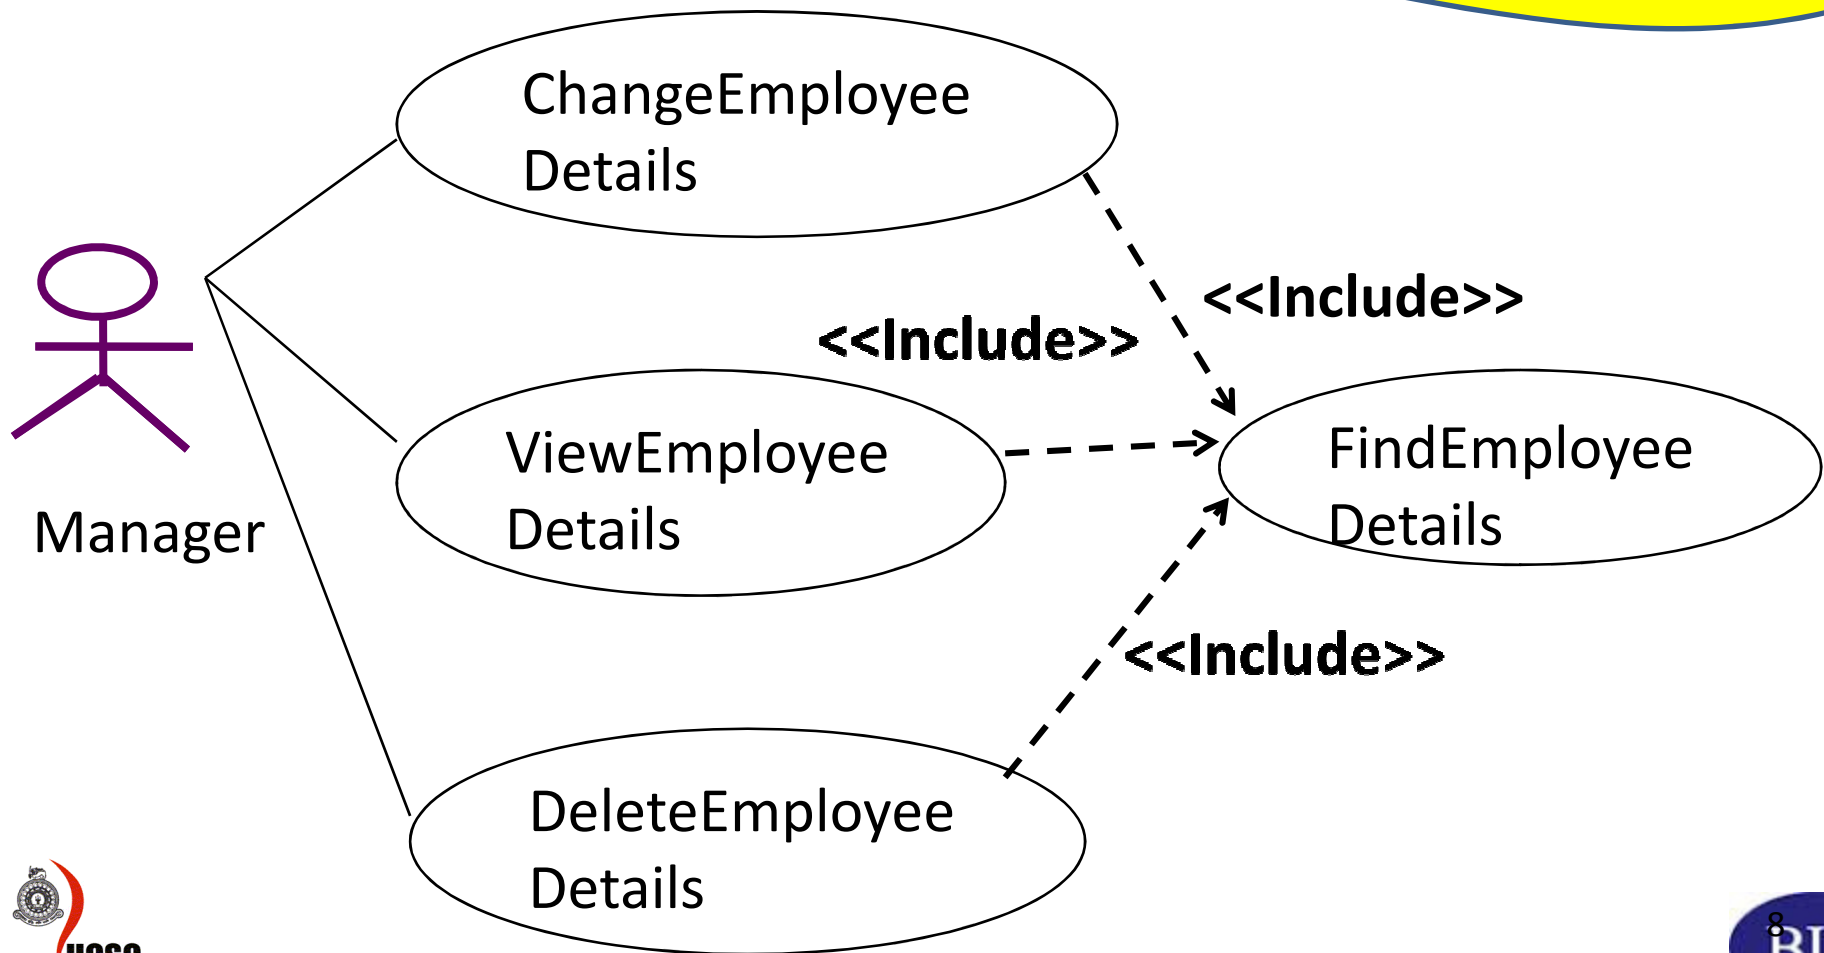 ChangeEmployee
Details
<<Include>>
<<Include>>
ViewEmployee
Details
FindEmployee
Details
Manager
<<Include>>
DeleteEmployee
Details
8